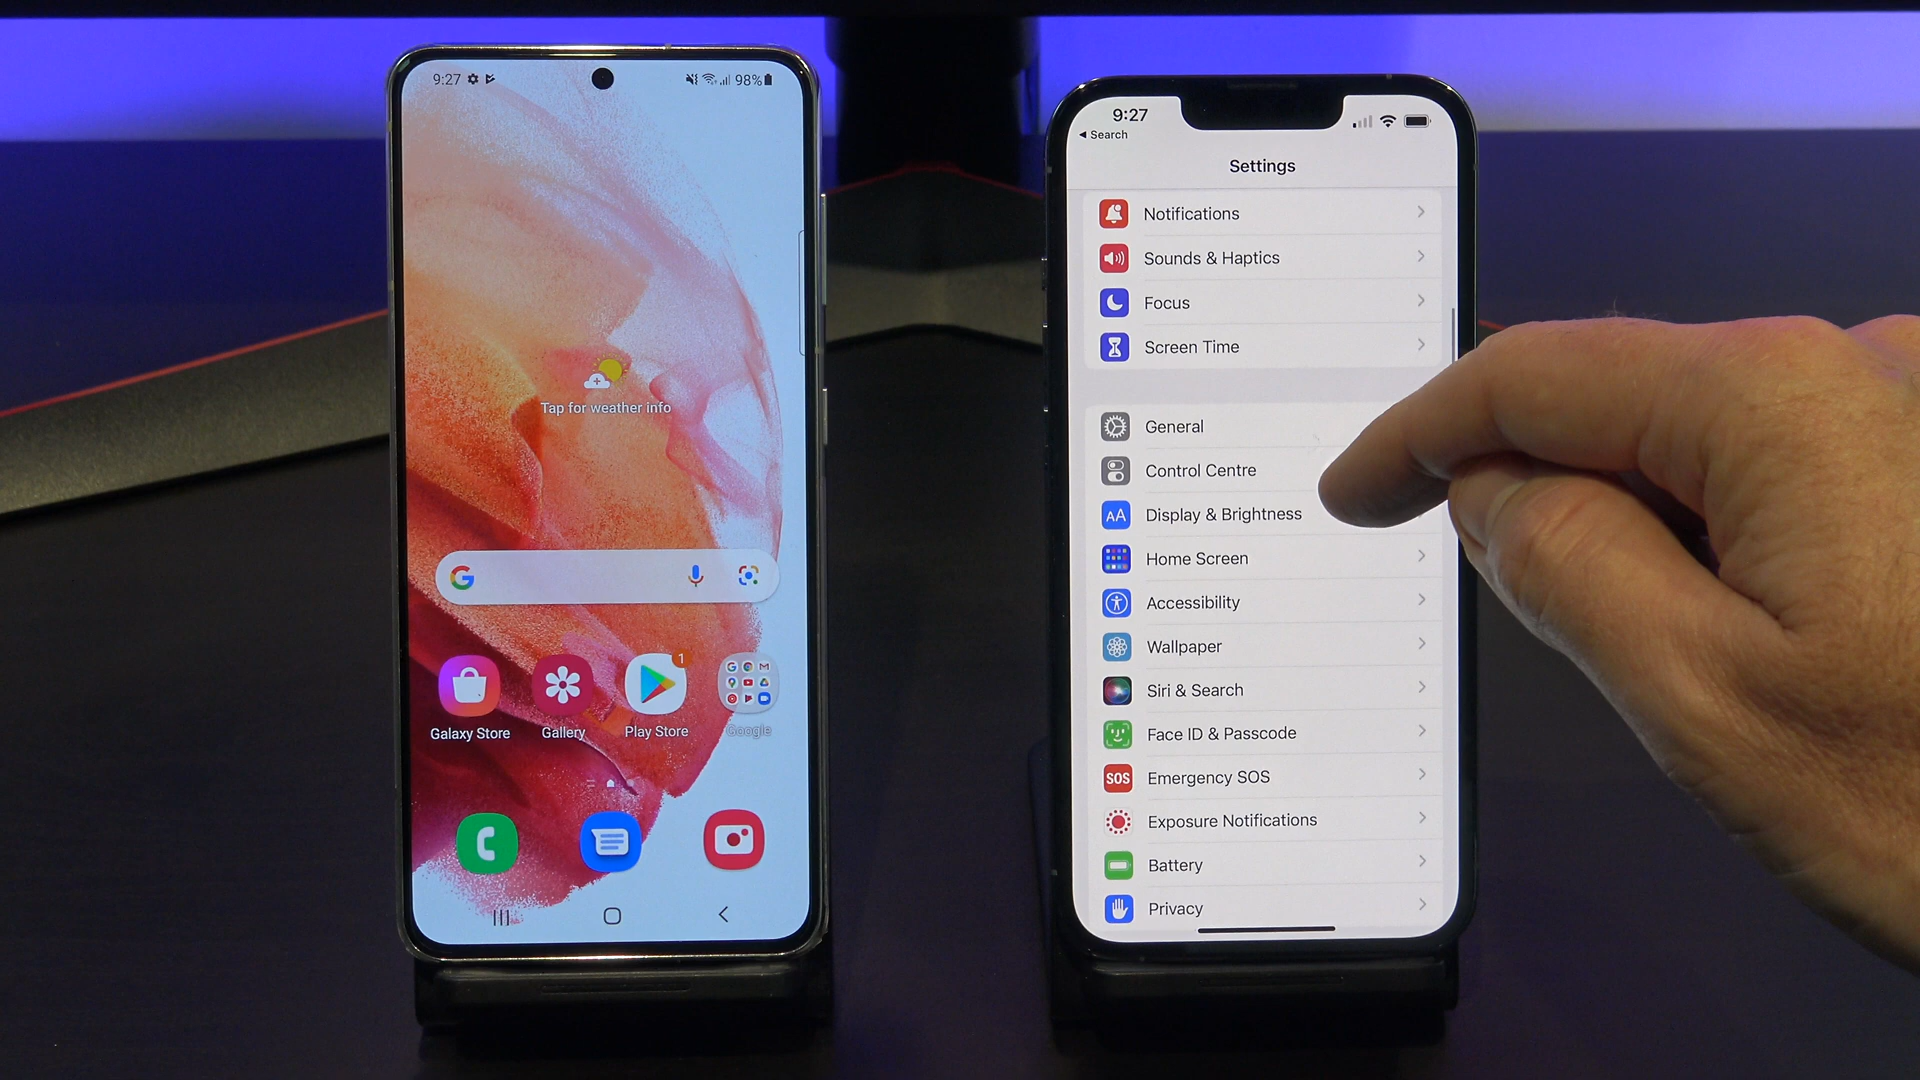 9:27
98%
Tap for weather info
G
1
Galaxy Store
Gallery
Play Store
Google
9:27
◀ Search
Settings
Notifications
Sounds & Haptics
Focus
Screen Time
General
Control Centre
AA Display & Brightness
Home Screen
Accessibility
Wallpaper
Siri & Search
Face ID & Passcode
SOS Emergency SOS
Exposure Notifications
Battery
Privacy